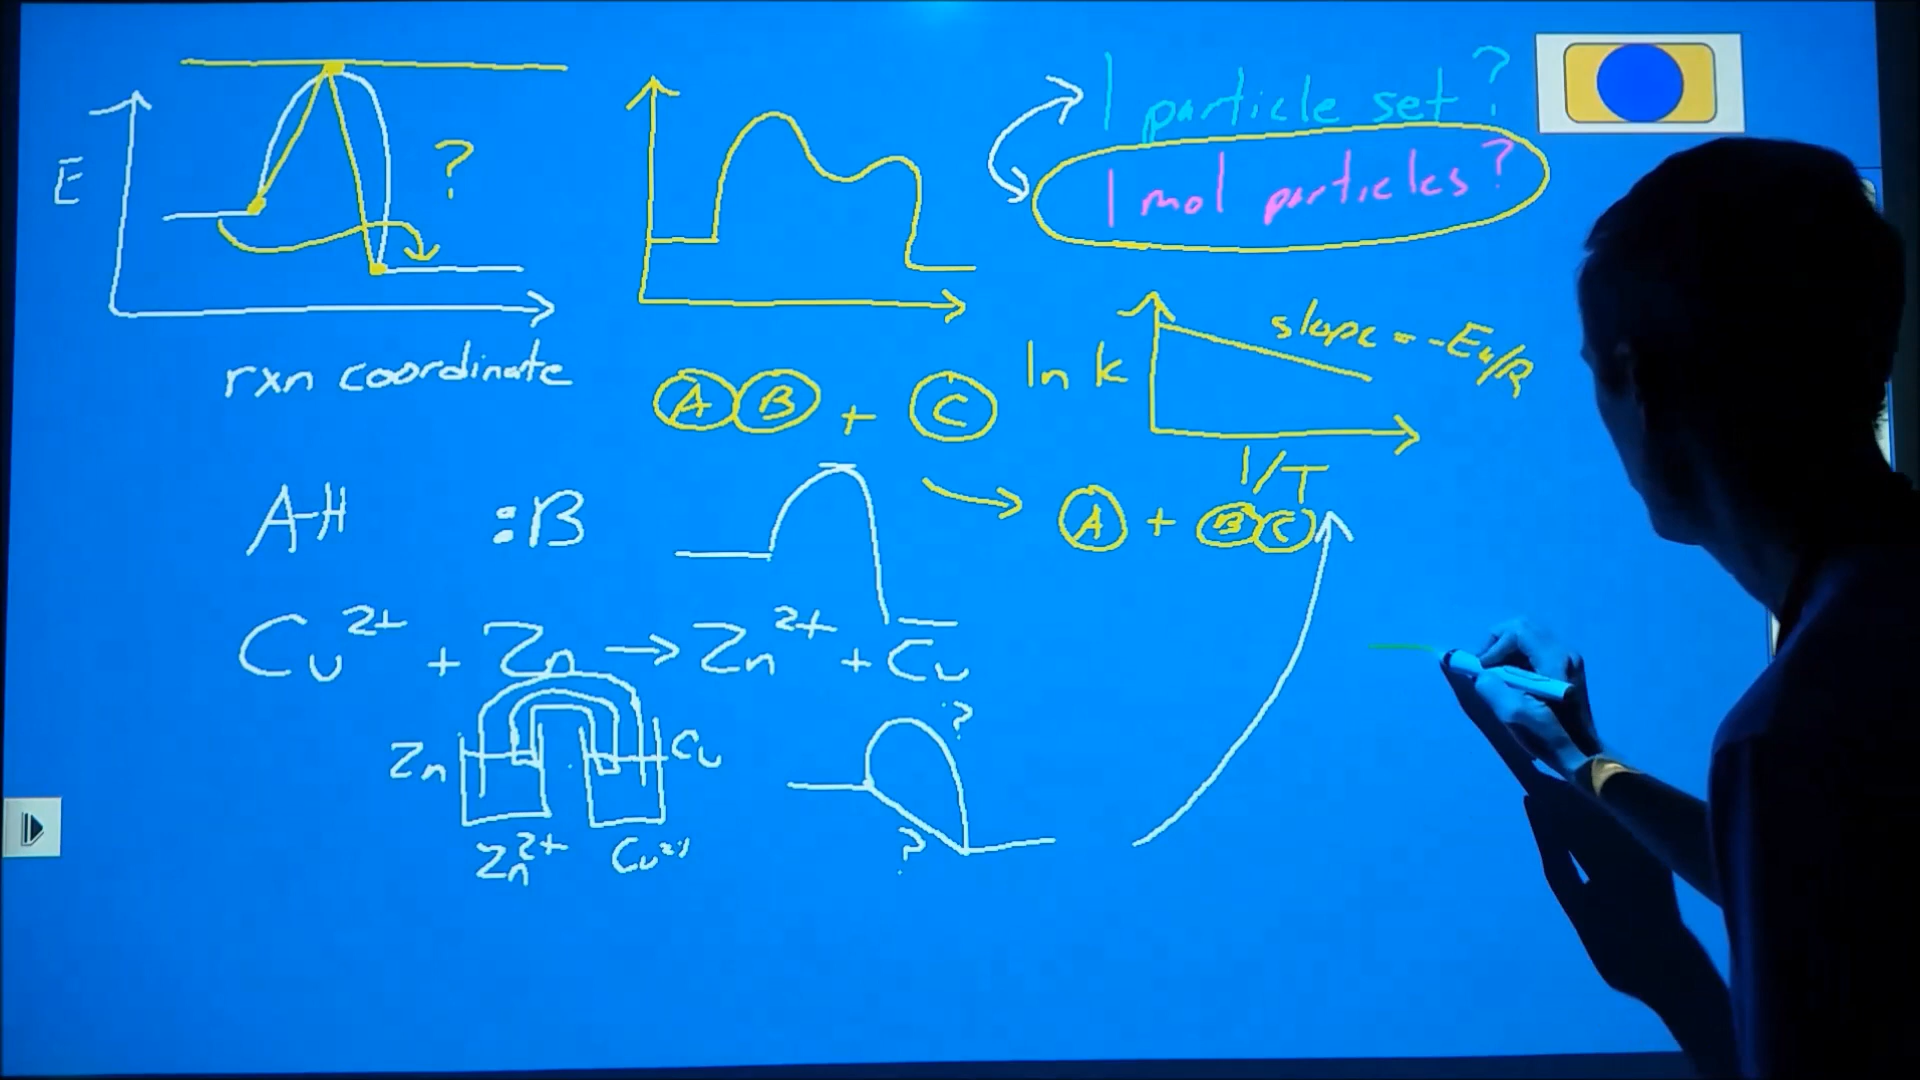 E
?
rxn coordinate
1 particle set?
1 mol particles?
ln k
slope = -Ea/R
1/T
A B + C
A + B C
A-H :B
Cu2+ + Zn → Zn2+ + Cu
Zn
Cu
Zn2+
Cu2+
?
?